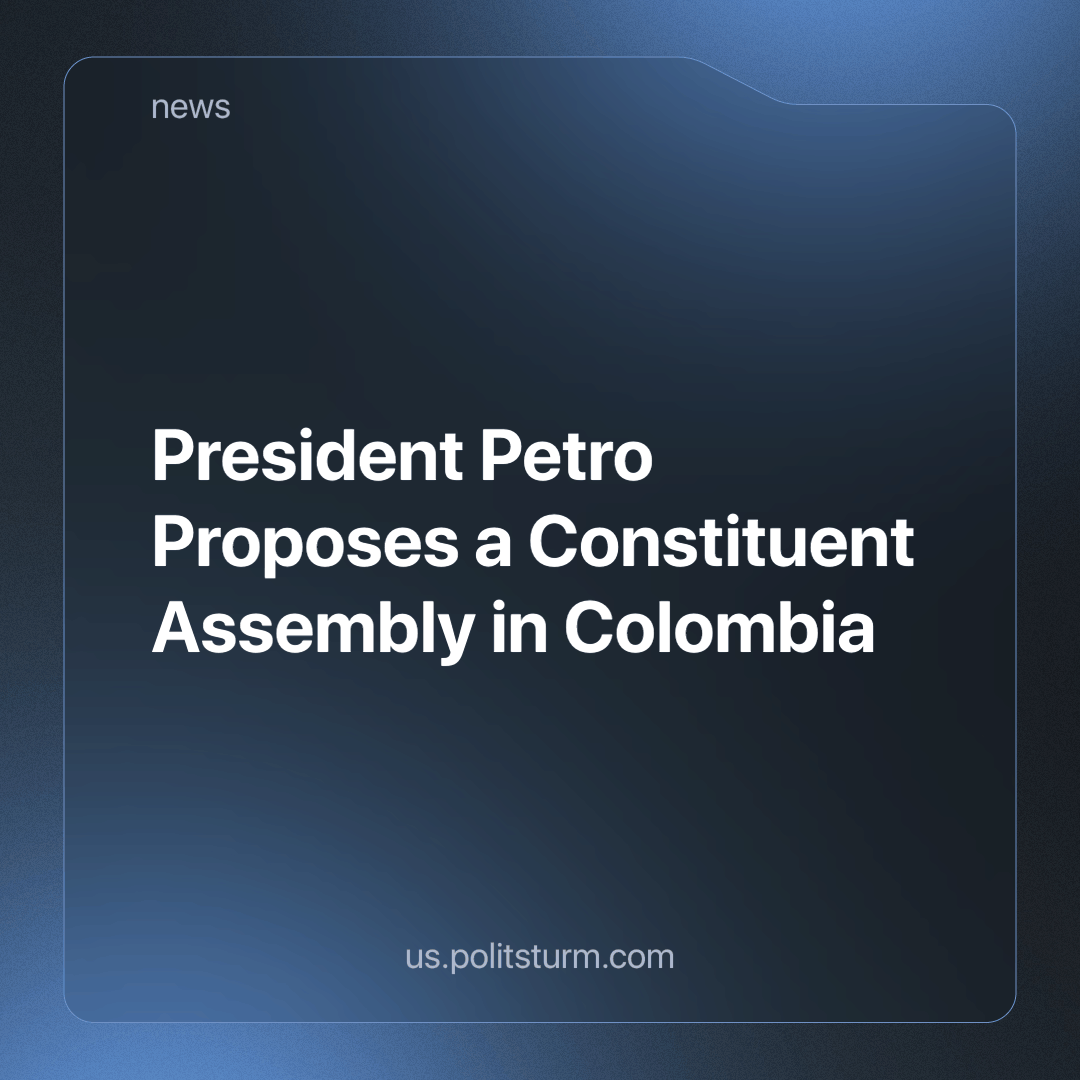 news
President Petro
Proposes a Constituent
Assembly in Colombia
us.politsturm.com